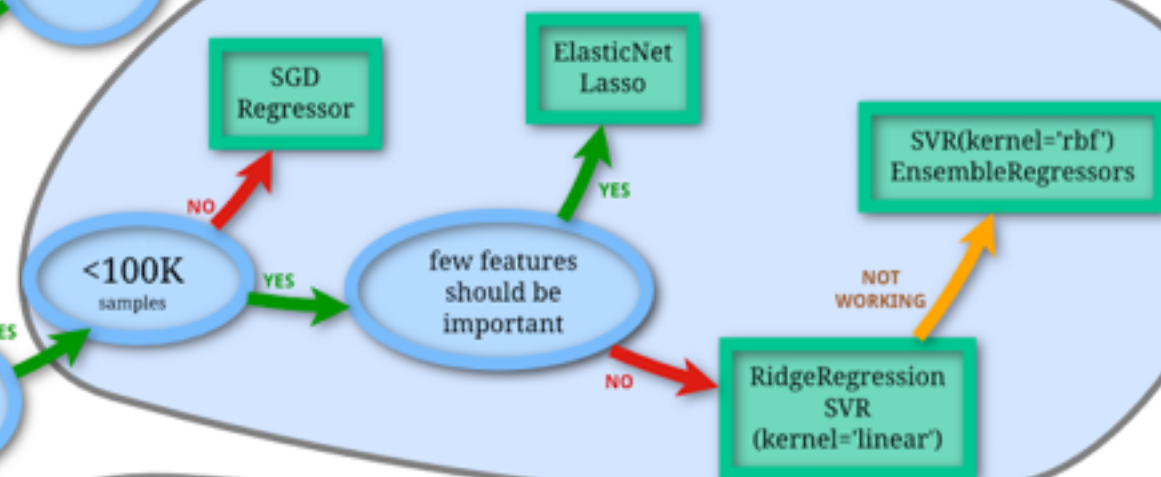 SGD
Regressor
ElasticNet
Lasso
SVR(kernel='rbf')
EnsembleRegressors
NO
YES
<100K
samples
YES
few features
should be
important
NOT
WORKING
ES
NO
RidgeRegression
SVR
(kernel='linear')